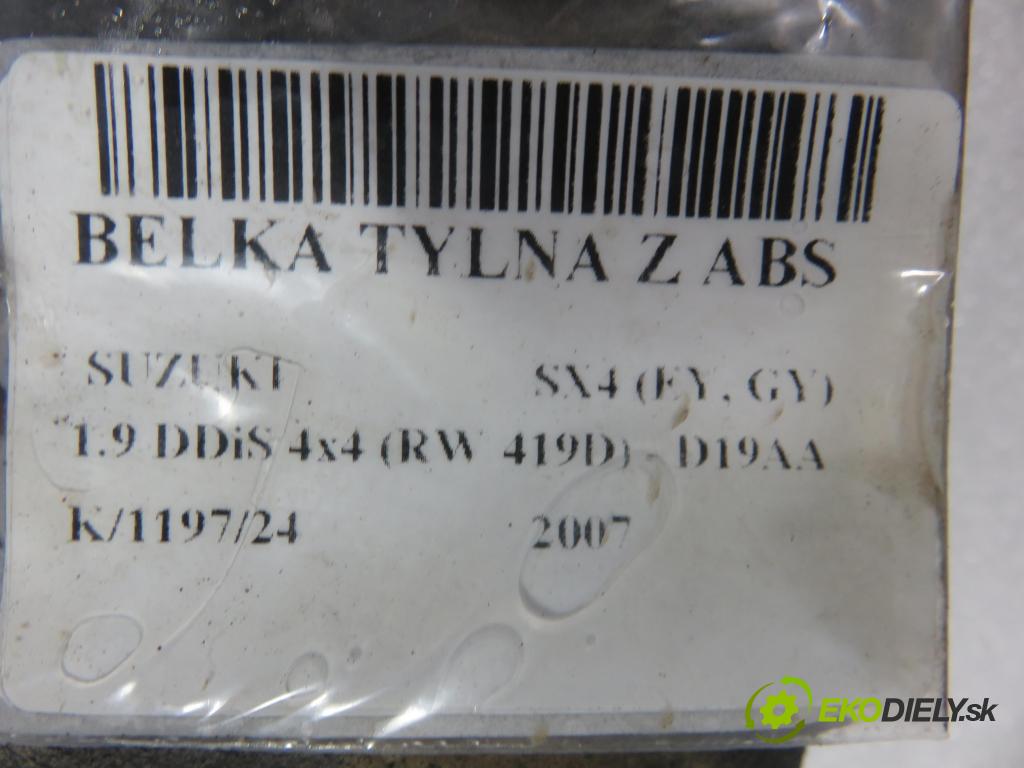 BELKA TYLNA Z ABS
SUZUKI SX4 (EY, GY)
1.9 DDiS 4x4 (RW 419D) - D19AA
K/1197/24 2007
EKODIELY.sk